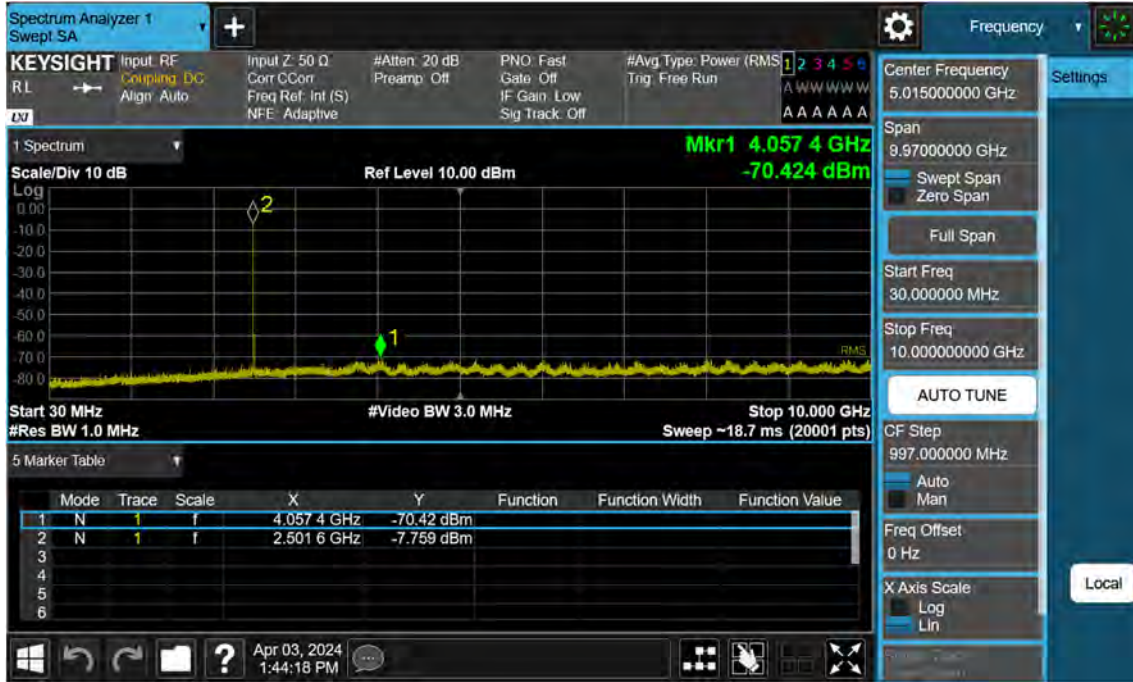 Spectrum Analyzer 1
Swept SA
+
Frequency
Settings
KEYSIGHT
RL
LXI
Input: RF
Coupling: DC
Align: Auto
Input Z: 50 Ω
Corr CCorr
Freq Ref: Int (S)
NFE: Adaptive
#Atten: 20 dB
Preamp: Off
PNO: Fast
Gate: Off
IF Gain: Low
Sig Track: Off
#Avg Type: Power (RMS
Trig: Free Run
1 2 3 4 5 6
A W W W W W
A A A A A A
1 Spectrum
Scale/Div 10 dB
Ref Level 10.00 dBm
Mkr1 4.057 4 GHz
-70.424 dBm
Log
0.00
-10.0
-20.0
-30.0
-40.0
-50.0
-60.0
-70.0
-80.0
2
1
RMS
Start 30 MHz
#Res BW 1.0 MHz
#Video BW 3.0 MHz
Stop 10.000 GHz
Sweep ~18.7 ms (20001 pts)
5 Marker Table
Mode Trace Scale X Y Function Function Width Function Value
1 N 1 f 4.057 4 GHz -70.42 dBm
2 N 1 f 2.501 6 GHz -7.759 dBm
3
4
5
6
Center Frequency
5.015000000 GHz
Span
9.97000000 GHz
Swept Span
Zero Span
Full Span
Start Freq
30.000000 MHz
Stop Freq
10.000000000 GHz
AUTO TUNE
CF Step
997.000000 MHz
Auto
Man
Freq Offset
0 Hz
X Axis Scale
Log
Lin
Local
?
Apr 03, 2024
1:44:18 PM